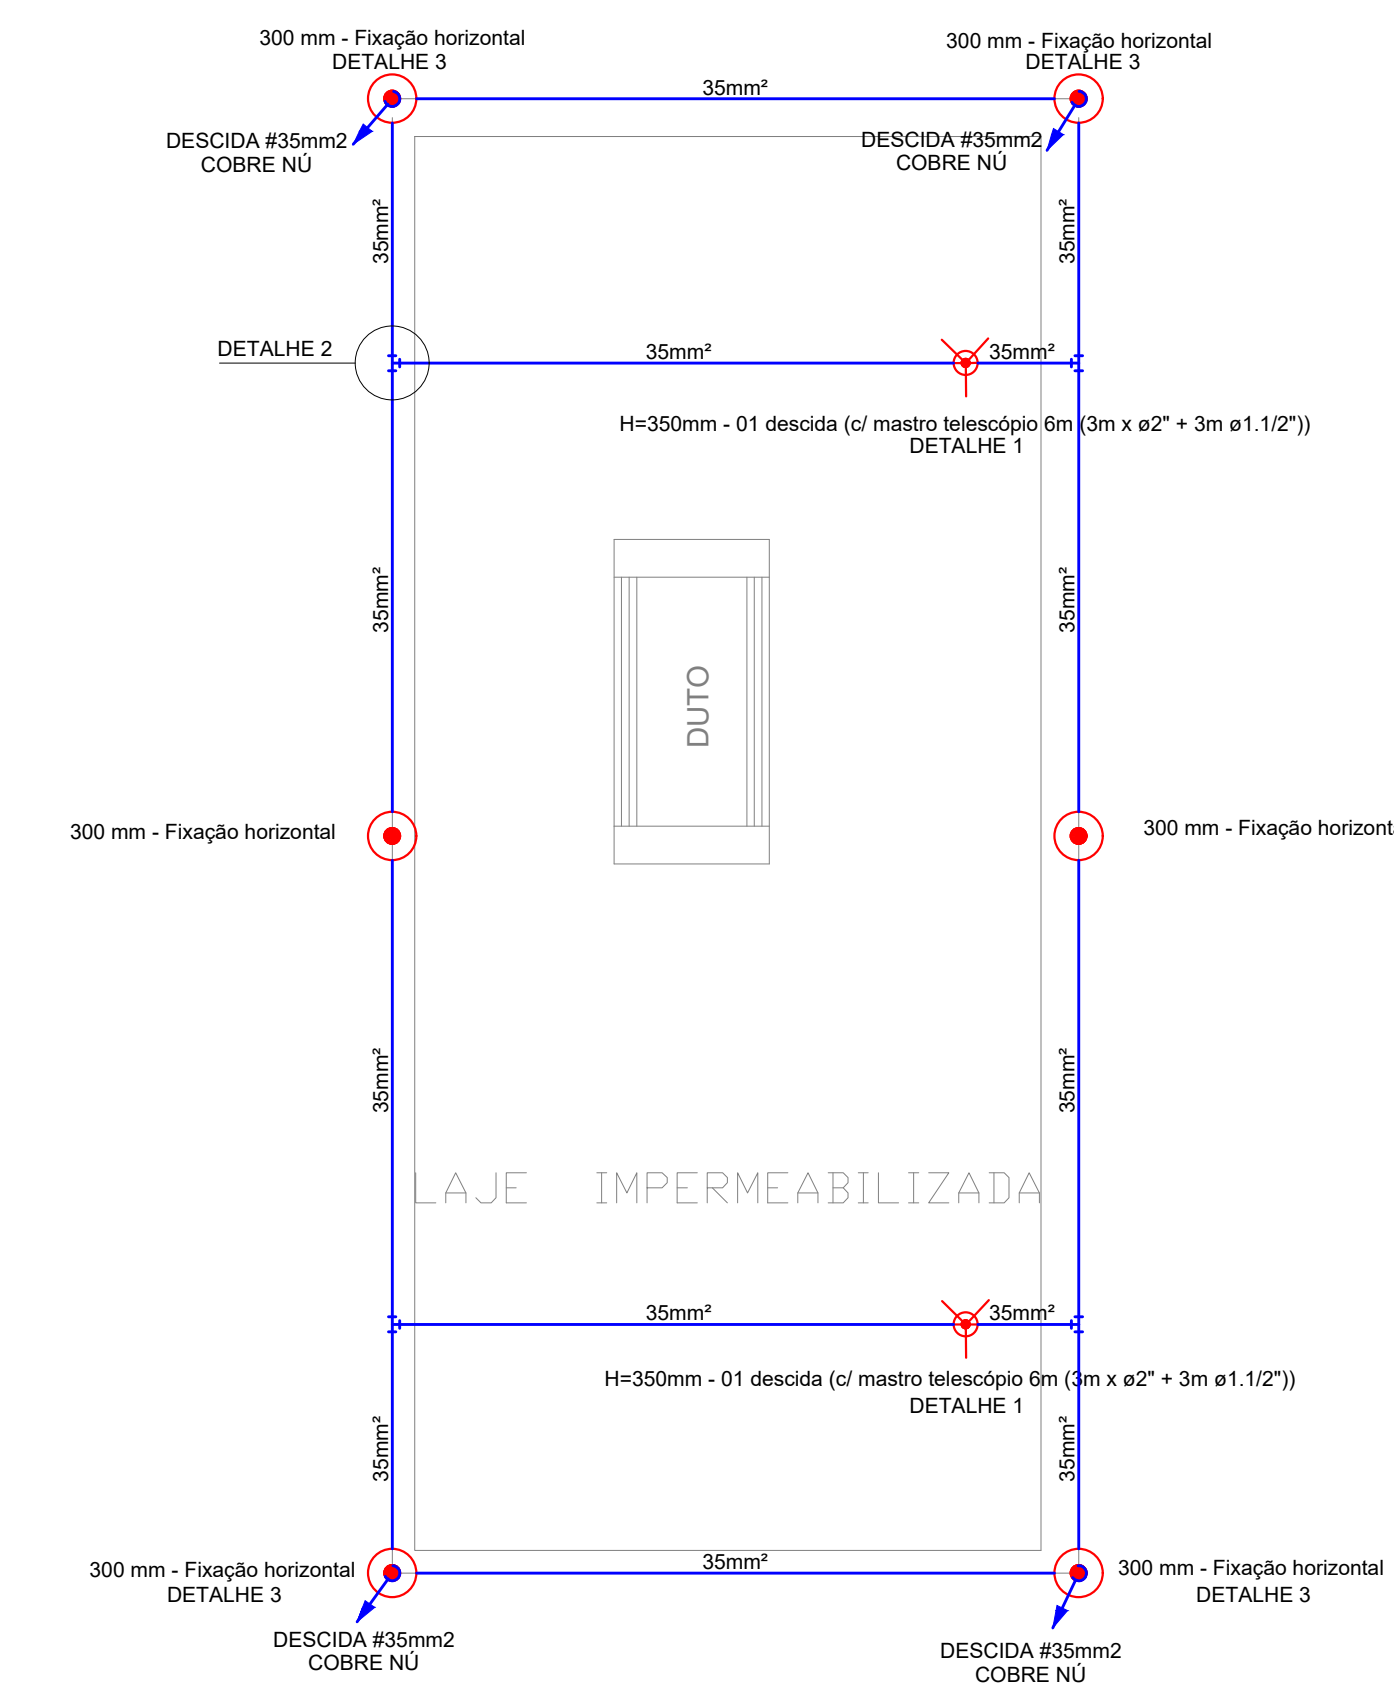 300 mm - Fixação horizontal
DETALHE 3
300 mm - Fixação horizontal
DETALHE 3
35mm²
DESCIDA #35mm2
COBRE NÚ
DESCIDA #35mm2
COBRE NÚ
35mm²
35mm²
DETALHE 2
35mm²
35mm²
H=350mm - 01 descida (c/ mastro telescópio 6m (3m x ø2" + 3m ø1.1/2"))
DETALHE 1
35mm²
35mm²
DUTO
300 mm - Fixação horizontal
300 mm - Fixação horizont
35mm²
35mm²
LAJE IMPERMEABILIZADA
35mm²
35mm²
H=350mm - 01 descida (c/ mastro telescópio 6m (3m x ø2" + 3m ø1.1/2"))
DETALHE 1
35mm²
35mm²
35mm²
300 mm - Fixação horizontal
DETALHE 3
300 mm - Fixação horizontal
DETALHE 3
DESCIDA #35mm2
COBRE NÚ
DESCIDA #35mm2
COBRE NÚ